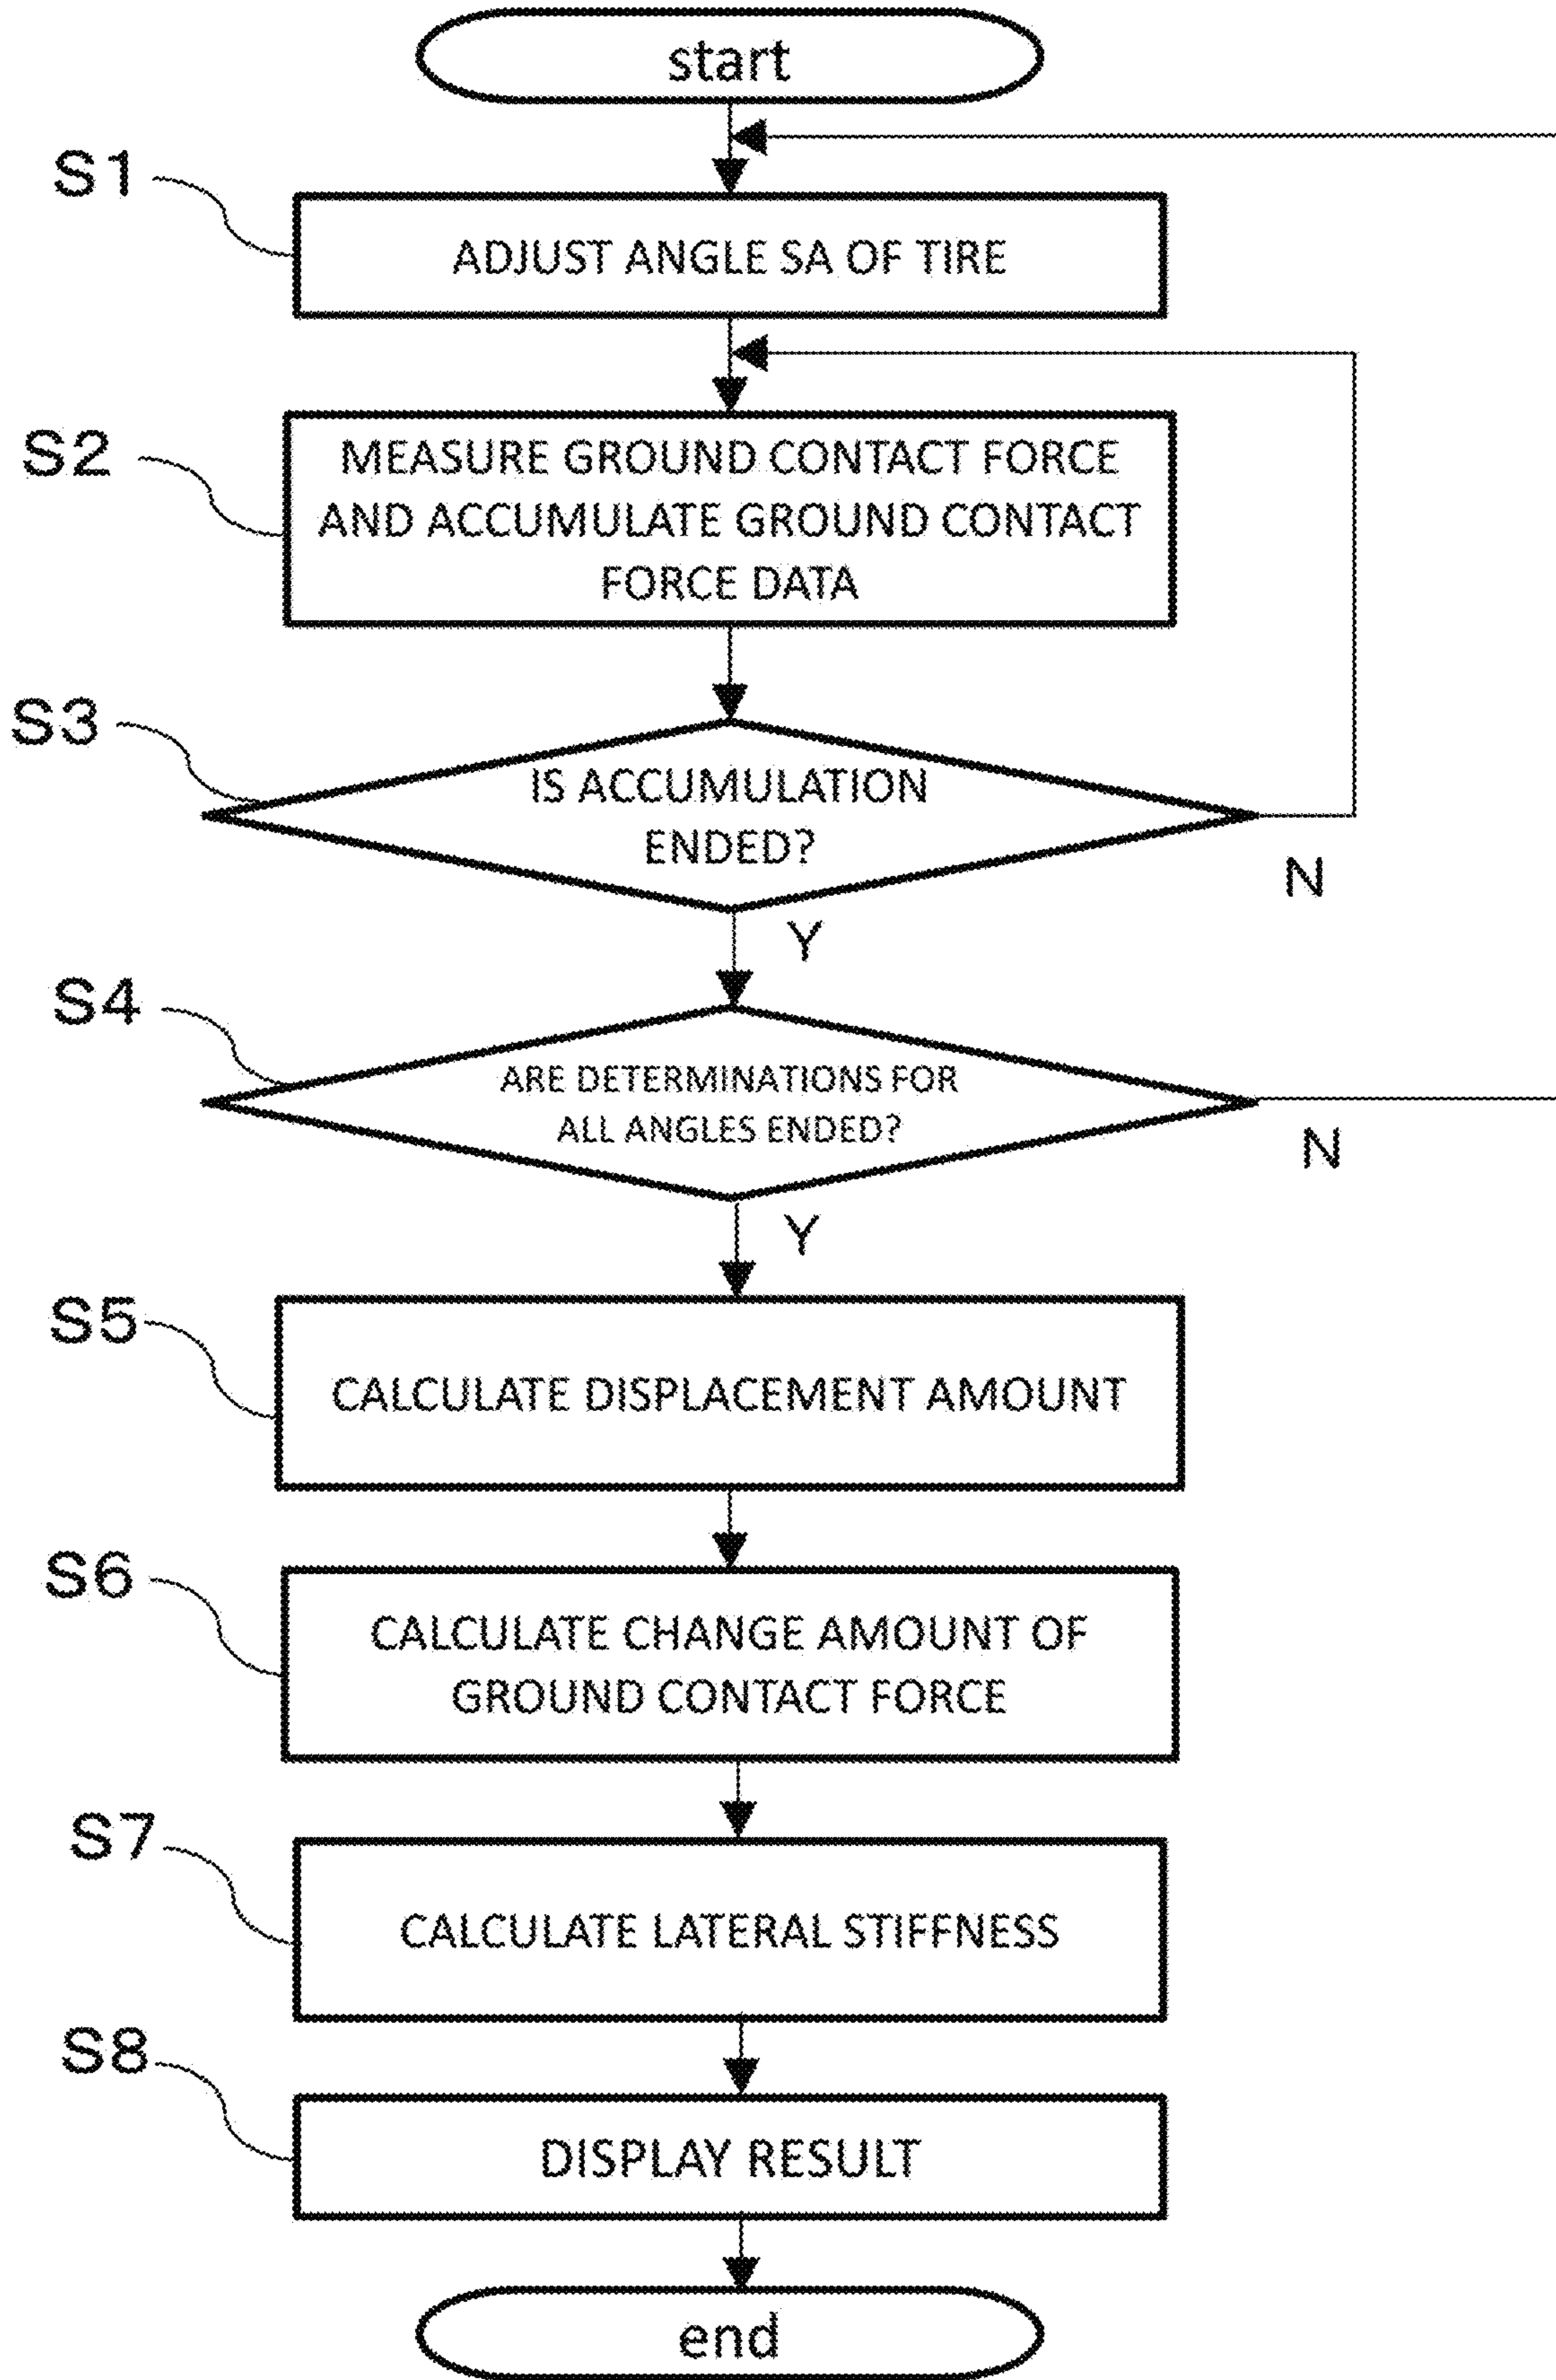 start
S1
ADJUST ANGLE SA OF TIRE
S2
MEASURE GROUND CONTACT FORCE
AND ACCUMULATE GROUND CONTACT
FORCE DATA
S3
IS ACCUMULATION
ENDED?
N
Y
S4
ARE DETERMINATIONS FOR
ALL ANGLES ENDED?
N
Y
S5
CALCULATE DISPLACEMENT AMOUNT
S6
CALCULATE CHANGE AMOUNT OF
GROUND CONTACT FORCE
S7
CALCULATE LATERAL STIFFNESS
S8
DISPLAY RESULT
end